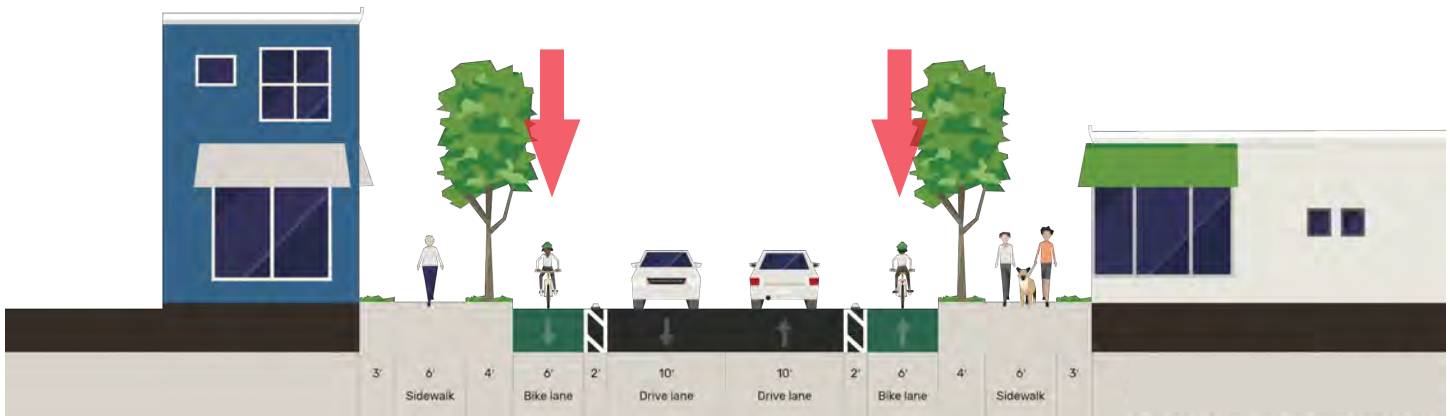 3' 6' 4' 6' 2' 10' 10' 2' 6' 4' 6' 3'
Sidewalk Bike lane Drive lane Drive lane Bike lane Sidewalk